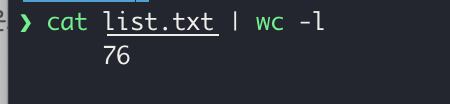 ❯ cat list.txt | wc -l
76